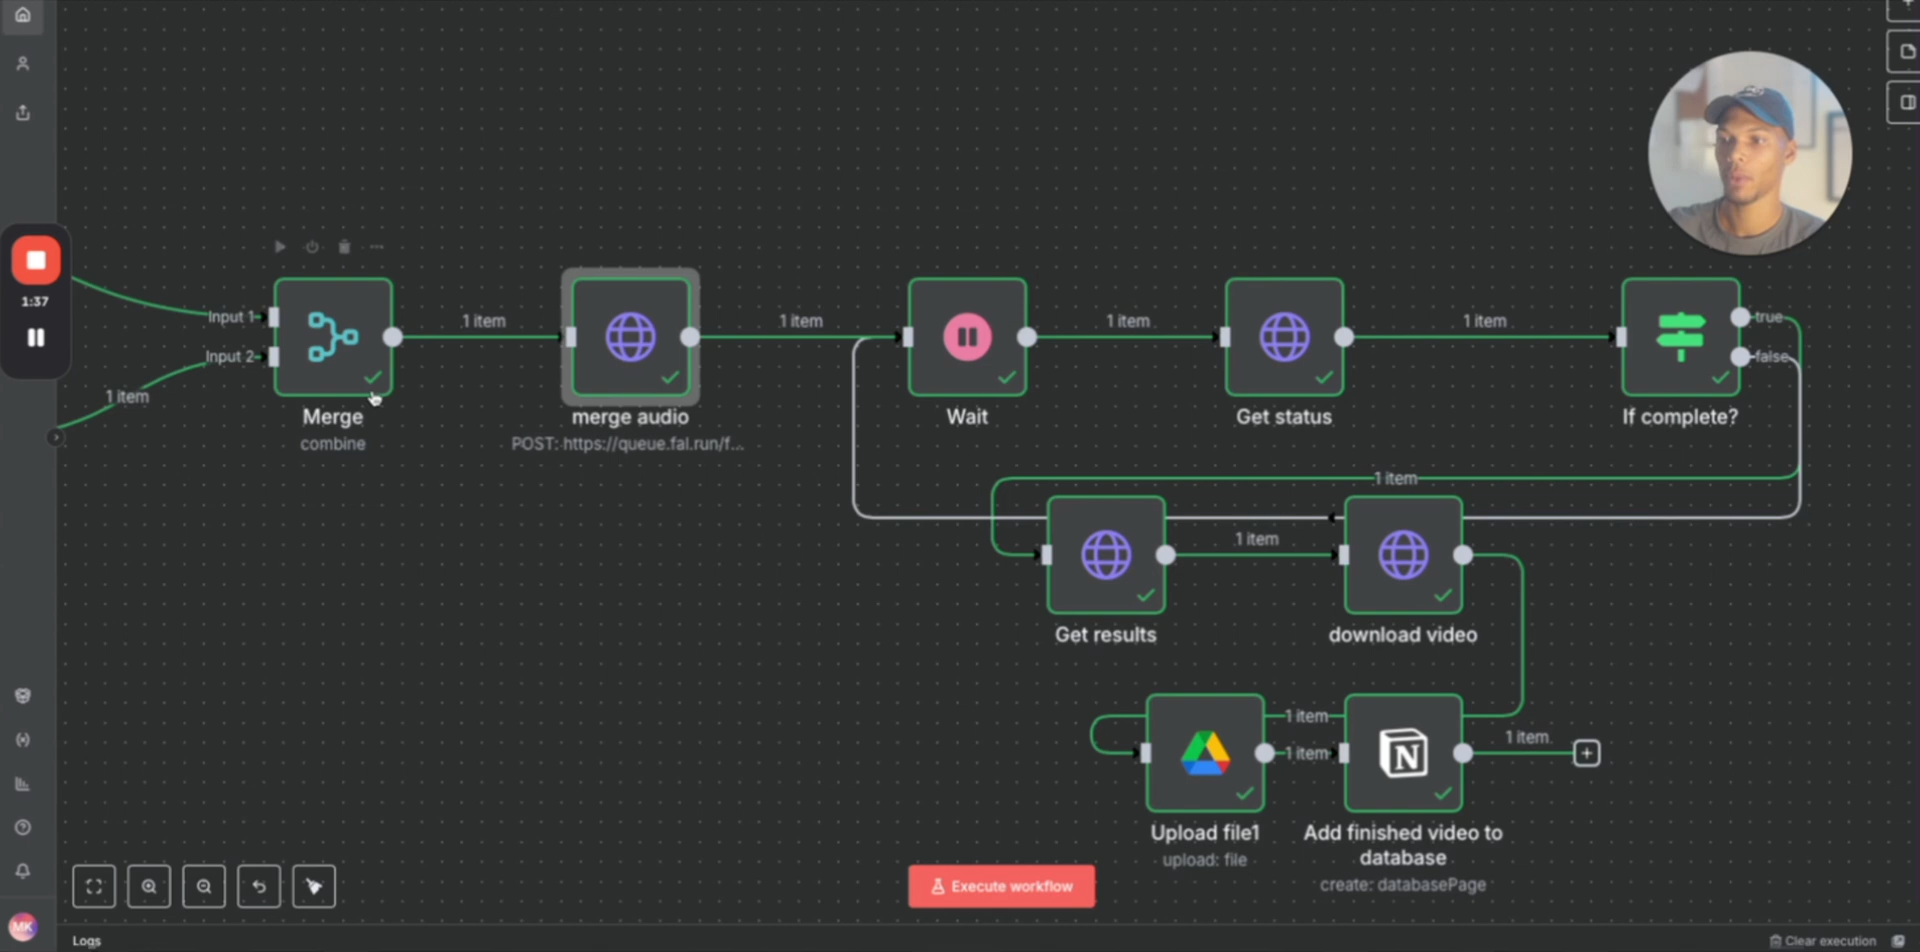 1:37
Input 1
Input 2
1 item
Merge
combine
1 item
merge audio
POST: https://queue.fal.run/f...
1 item
Wait
1 item
Get status
1 item
If complete?
true
false
1 item
Get results
1 item
download video
1 item
1 item
Upload file1
upload: file
Add finished video to
database
create: databasePage
1 item
Execute workflow
MK
Logs
Clear execution